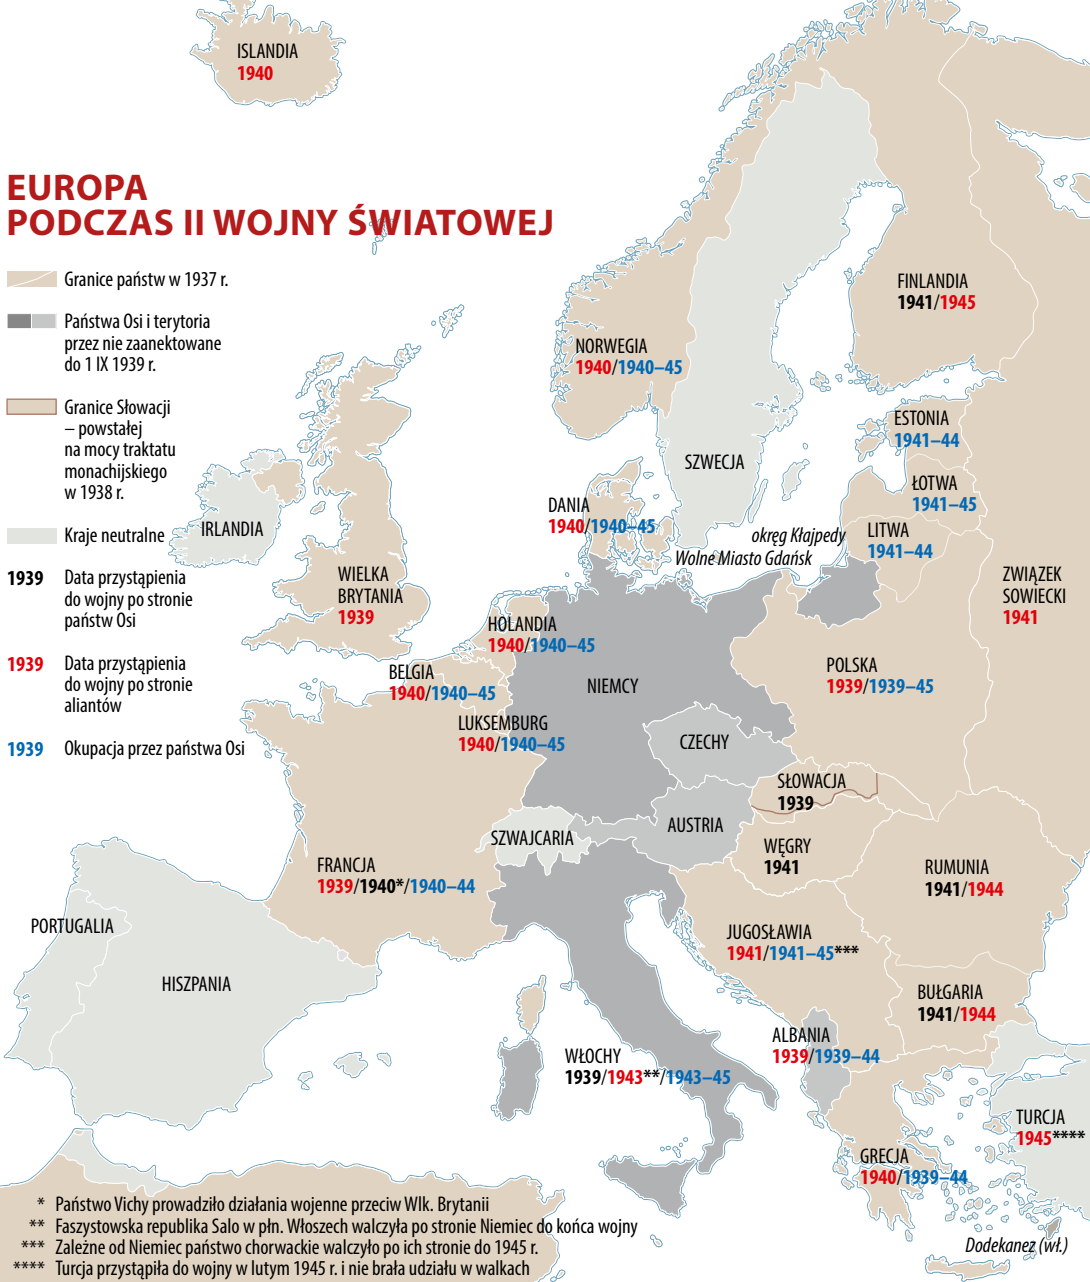 ISLANDIA
1940
EUROPA
PODCZAS II WOJNY ŚWIATOWEJ
Granice państw w 1937 r.
Państwa Osi i terytoria
przez nie zaanektowane
do 1 IX 1939 r.
Granice Słowacji
– powstałej
na mocy traktatu
monachijskiego
w 1938 r.
Kraje neutralne
1939 Data przystąpienia
do wojny po stronie
państw Osi
1939 Data przystąpienia
do wojny po stronie
aliantów
1939 Okupacja przez państwa Osi
FINLANDIA
1941/1945
NORWEGIA
1940/1940–45
ESTONIA
1941–44
SZWECJA
ŁOTWA
1941–45
DANIA
1940/1940–45
IRLANDIA
okręg Kłajpedy
LITWA
1941–44
Wolne Miasto Gdańsk
WIELKA
BRYTANIA
1939
ZWIĄZEK
SOWIECKI
1941
HOLANDIA
1940/1940–45
BELGIA
1940/1940–45
NIEMCY
POLSKA
1939/1939–45
LUKSEMBURG
1940/1940–45
CZECHY
SŁOWACJA
1939
SZWAJCARIA
AUSTRIA
WĘGRY
1941
FRANCJA
1939/1940*/1940–44
RUMUNIA
1941/1944
PORTUGALIA
JUGOSŁAWIA
1941/1941–45***
HISZPANIA
BUŁGARIA
1941/1944
ALBANIA
1939/1939–44
WŁOCHY
1939/1943**/1943–45
TURCJA
1945****
GRECJA
1940/1939–44
Dodekanez (wł.)
* Państwo Vichy prowadziło działania wojenne przeciw Wlk. Brytanii
** Faszystowska republika Salo w płn. Włoszech walczyła po stronie Niemiec do końca wojny
*** Zależne od Niemiec państwo chorwackie walczyło po ich stronie do 1945 r.
**** Turcja przystąpiła do wojny w lutym 1945 r. i nie brała udziału w walkach